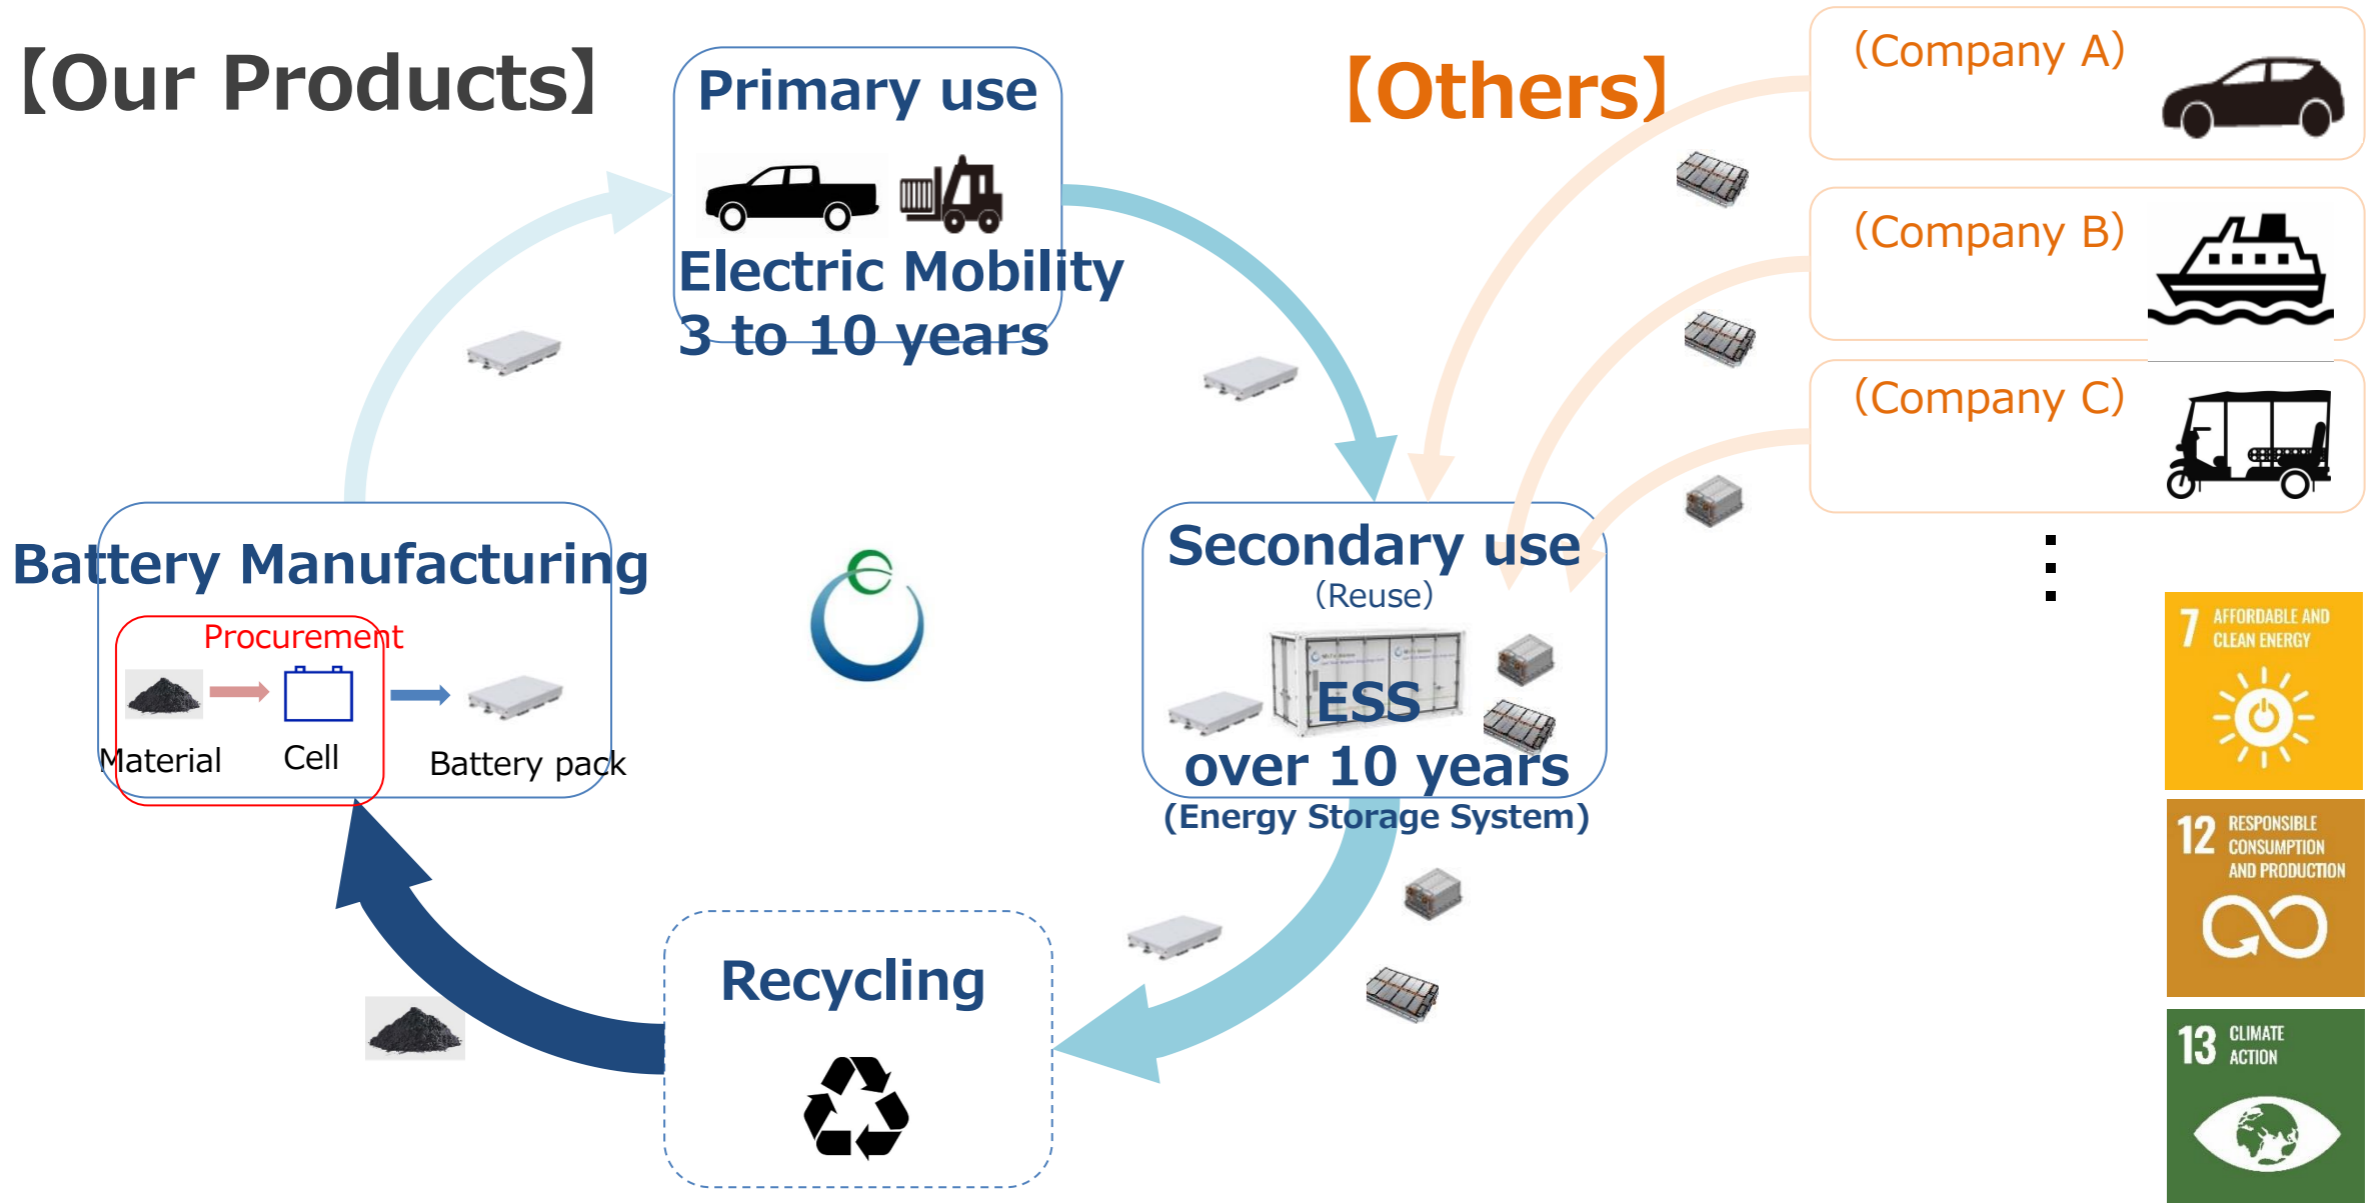 【Our Products】
Primary use
Electric Mobility
3 to 10 years
【Others】
（Company A）
（Company B）
（Company C）
Battery Manufacturing
Procurement
Material
Cell
Battery pack
Secondary use
（Reuse）
ESS
over 10 years
(Energy Storage System)
Recycling
7 AFFORDABLE AND
CLEAN ENERGY
12 RESPONSIBLE
CONSUMPTION
AND PRODUCTION
13 CLIMATE
ACTION